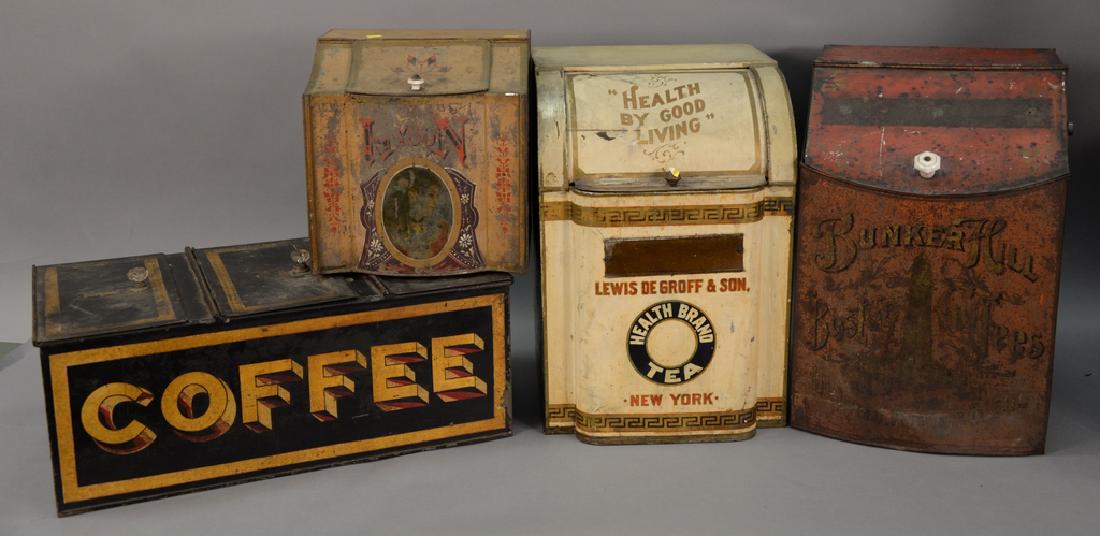 COFFEE
"HEALTH
BY GOOD
LIVING"
LEWIS DE GROFF & SON,
HEALTH BRAND
TEA
· NEW YORK ·
BUNKER HILL